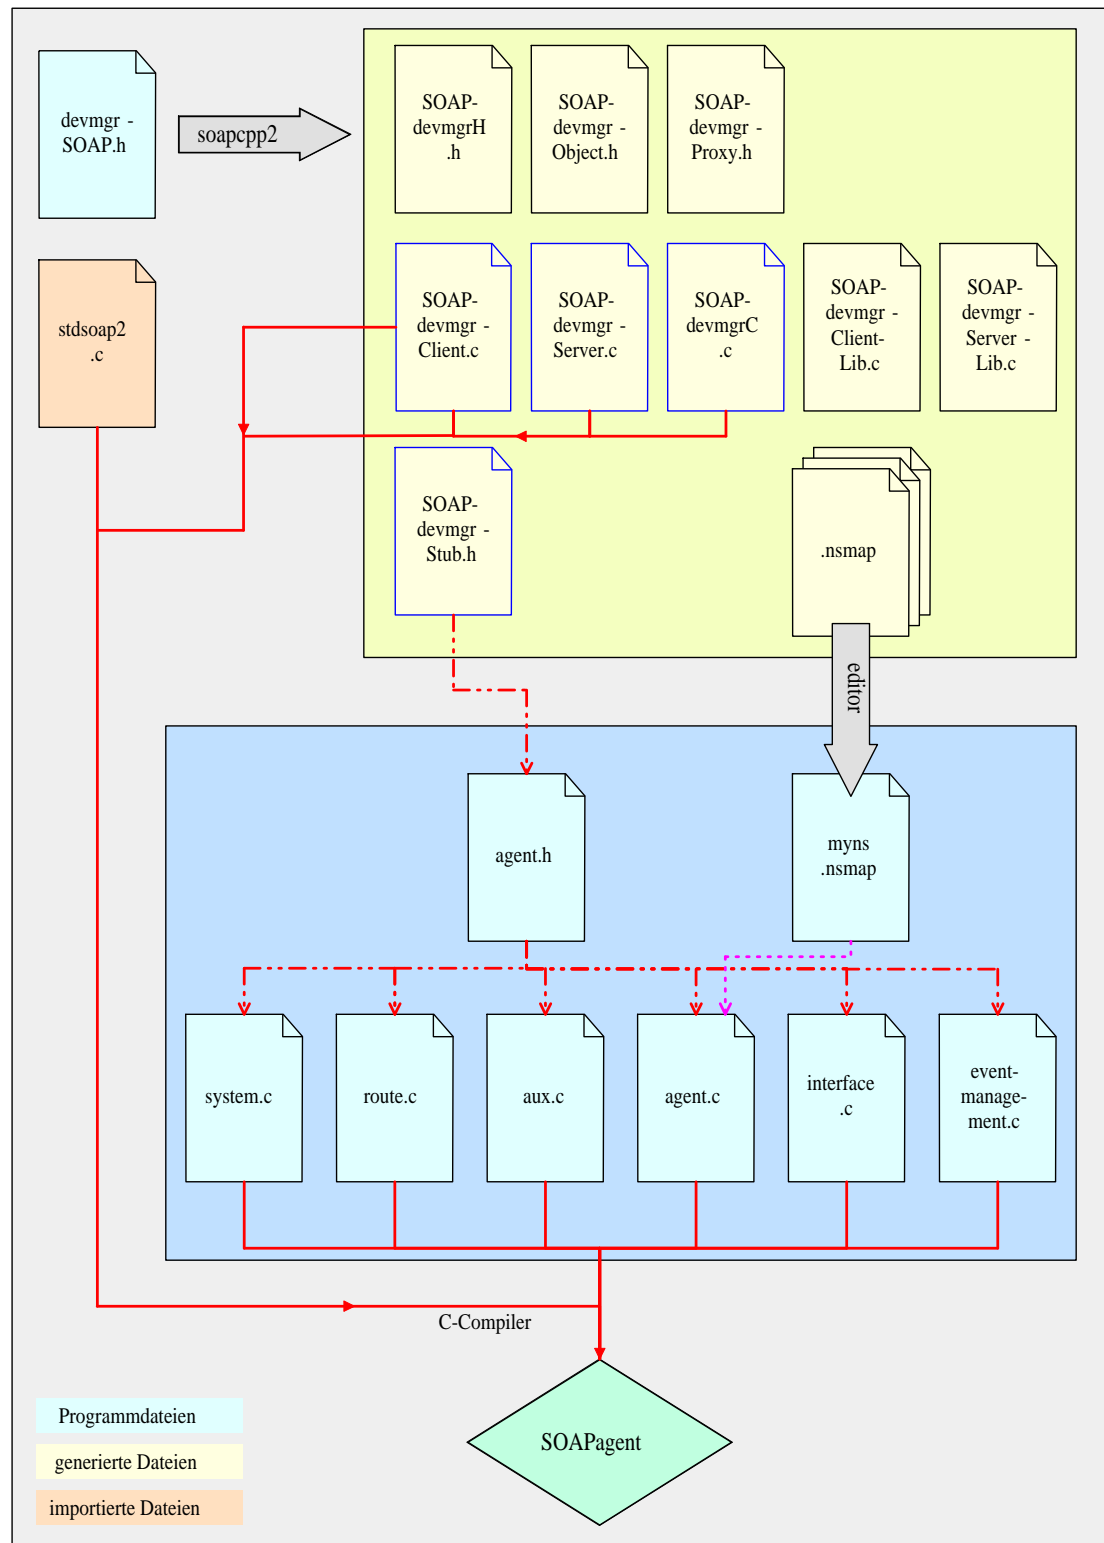 devmgr -
SOAP.h
soapcpp2
SOAP-
devmgrH
.h
SOAP-
devmgr -
Object.h
SOAP-
devmgr -
Proxy.h
stdsoap2
.c
SOAP-
devmgr -
Client.c
SOAP-
devmgr -
Server.c
SOAP-
devmgrC
.c
SOAP-
devmgr -
Client-
Lib.c
SOAP-
devmgr -
Server -
Lib.c
SOAP-
devmgr -
Stub.h
.nsmap
editor
agent.h
myns
.nsmap
system.c
route.c
aux.c
agent.c
interface
.c
event-
manage-
ment.c
C-Compiler
SOAPagent
Programmdateien
generierte Dateien
importierte Dateien